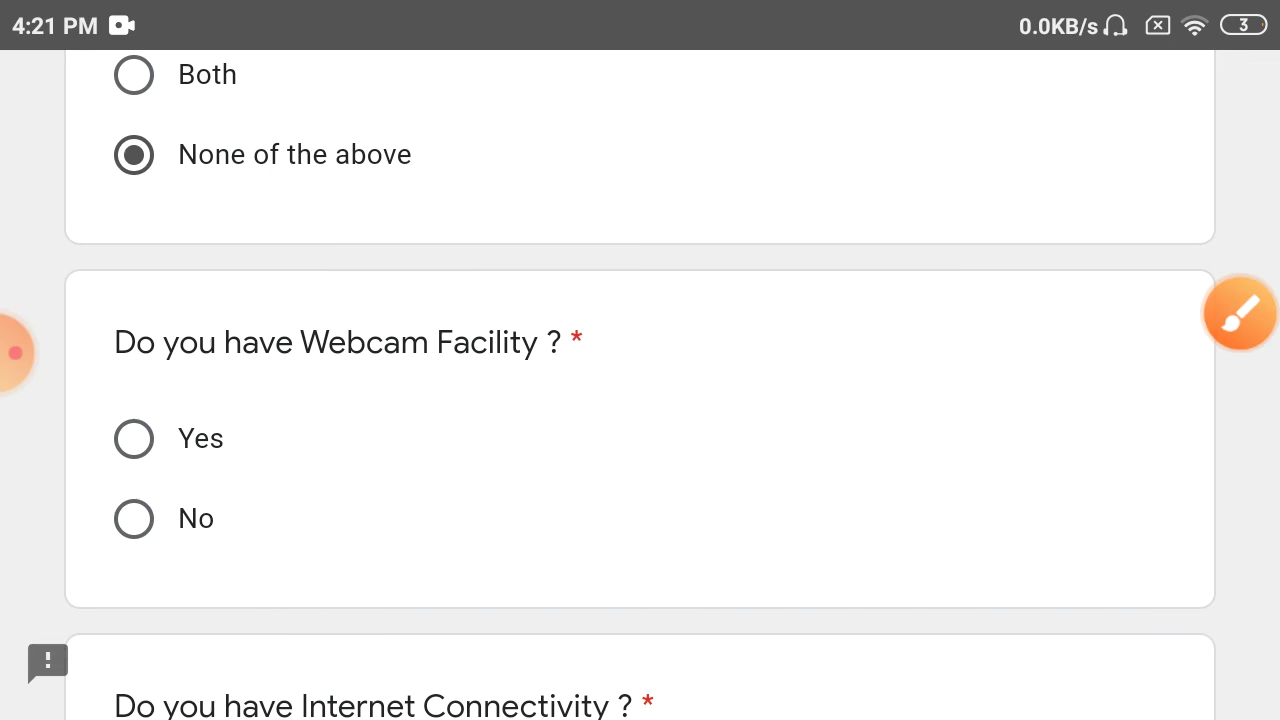 4:21 PM 0.0KB/s 3
Both
None of the above
Do you have Webcam Facility ? *
Yes
No
Do you have Internet Connectivity ? *